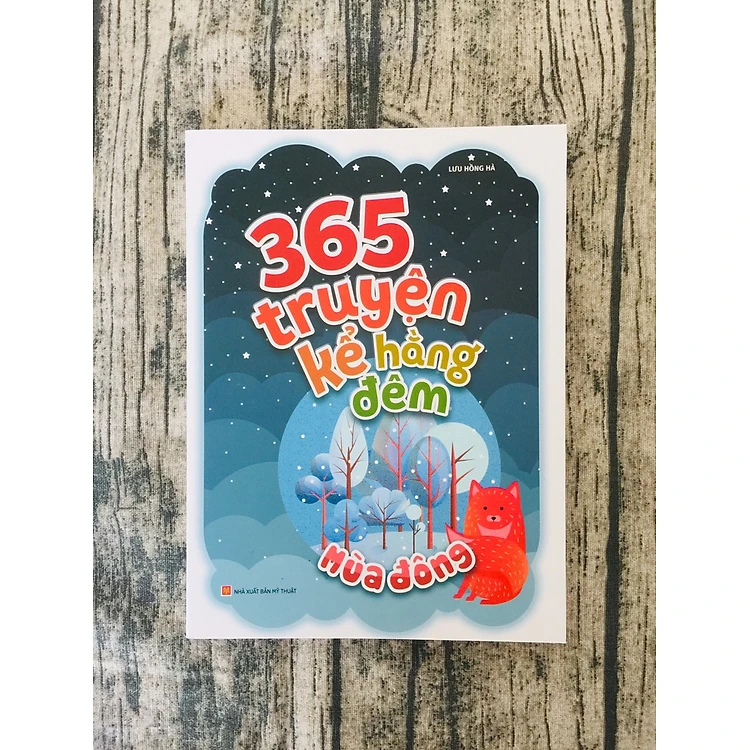 LƯU HỒNG HÀ
365
truyện
kể hằng
đêm
Mùa đông
NHÀ XUẤT BẢN MỸ THUẬT